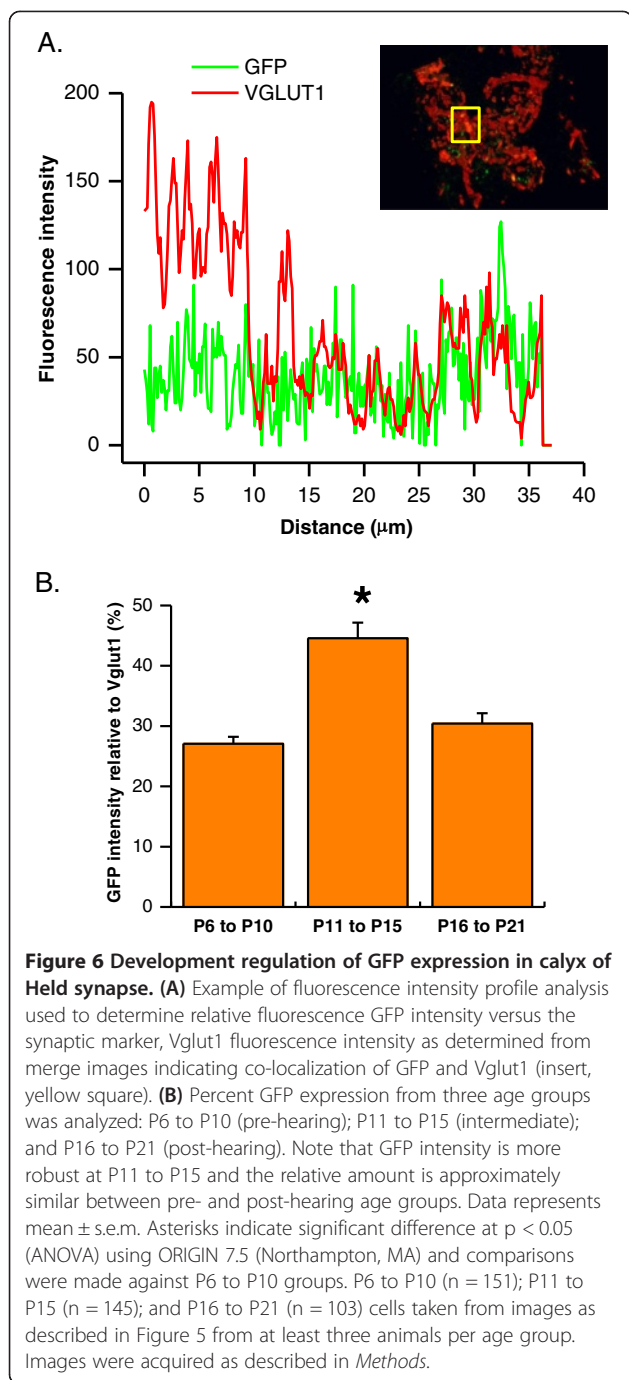 A.
GFP
VGLUT1
200
150
100
50
0
Fluorescence intensity
0 5 10 15 20 25 30 35 40
Distance (μm)
B.
*
50
40
30
20
10
0
GFP intensity relative to Vglut1 (%)
P6 to P10 P11 to P15 P16 to P21
Figure 6 Development regulation of GFP expression in calyx of
Held synapse. (A) Example of fluorescence intensity profile analysis
used to determine relative fluorescence GFP intensity versus the
synaptic marker, Vglut1 fluorescence intensity as determined from
merge images indicating co-localization of GFP and Vglut1 (insert,
yellow square). (B) Percent GFP expression from three age groups
was analyzed: P6 to P10 (pre-hearing); P11 to P15 (intermediate);
and P16 to P21 (post-hearing). Note that GFP intensity is more
robust at P11 to P15 and the relative amount is approximately
similar between pre- and post-hearing age groups. Data represents
mean ± s.e.m. Asterisks indicate significant difference at p < 0.05
(ANOVA) using ORIGIN 7.5 (Northampton, MA) and comparisons
were made against P6 to P10 groups. P6 to P10 (n = 151); P11 to
P15 (n = 145); and P16 to P21 (n = 103) cells taken from images as
described in Figure 5 from at least three animals per age group.
Images were acquired as described in Methods.